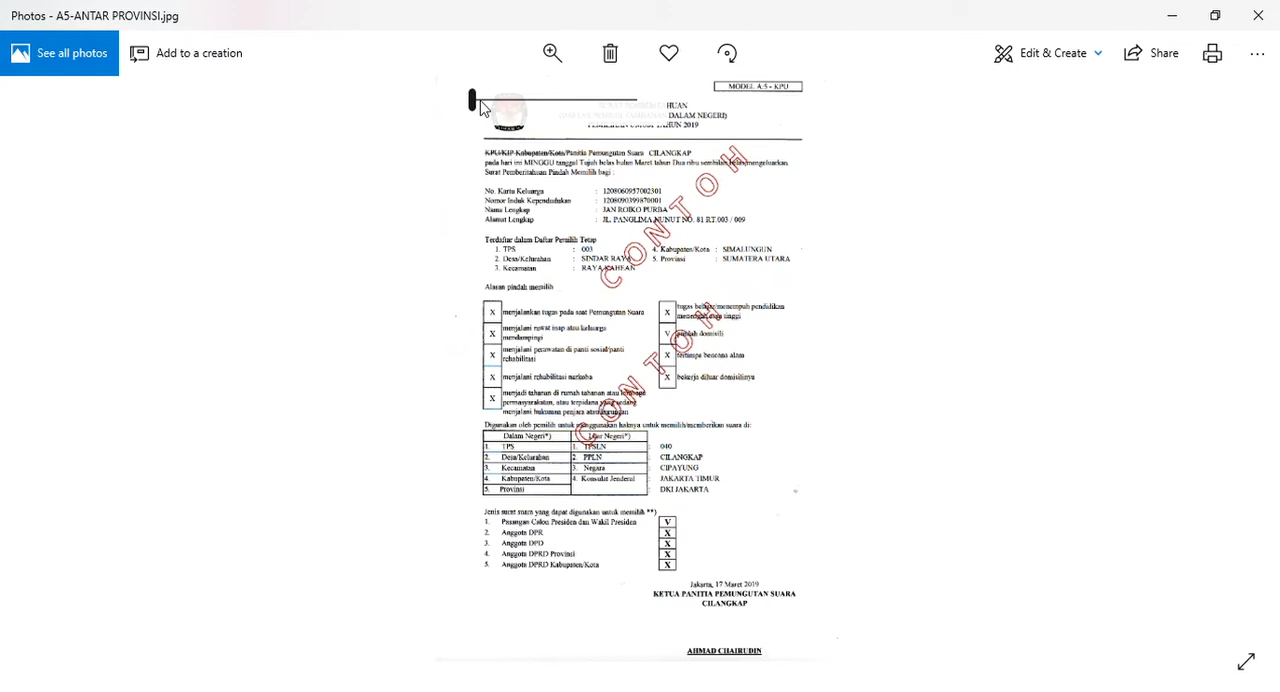 Photos - A5-ANTAR PROVINSI.jpg
See all photos
Add to a creation
Edit & Create
Share
MODEL A.5 - KPU
HUAN
DALAM NEGERI)
TAHUN 2019
KPU/KIP Kabupaten/Kota/Panitia Pemungutan Suara CILANGKAP
pada hari ini MINGGU tanggal Tujuh belas bulan Maret tahun Dua ribu sembilan belas mengeluarkan
Surat Pemberitahuan Pindah Memilih bagi :
No. Kartu Keluarga : 1208060957002301
Nomor Induk Kependudukan : 1208090399870001
Nama Lengkap : JAN ROIKO PURBA
Alamat Lengkap : JL. PANGLIMA NUNUT NO. 81 RT.003 / 009
Terdaftar dalam Daftar Pemilih Tetap
1. TPS : 003 4. Kabupaten/Kota : SIMALUNGUN
2. Desa/Kelurahan : SINDAR RAYA 5. Provinsi : SUMATERA UTARA
3. Kecamatan : RAYA KAHEAN
Alasan pindah memilih
X menjalankan tugas pada saat Pemungutan Suara
X menjalani rawat inap atau keluarga
mendampingi
X menjalani perawatan di panti sosial/panti
rehabilitasi
X menjalani rehabilitasi narkoba
X menjadi tahanan di rumah tahanan atau lembaga
permasyarakatan, atau terpidana yang sedang
menjalani hukuman penjara atau kurungan
X tugas belajar/menempuh pendidikan
menengah atau tinggi
V pindah domisili
X tertimpa bencana alam
X bekerja diluar domisilinya
Digunakan oleh pemilih untuk menggunakan haknya untuk memilih/memberikan suara di:
Dalam Negeri*) Luar Negeri*)
1. TPS 1. TPSLN : 040
2. Desa/Kelurahan 2. PPLN : CILANGKAP
3. Kecamatan 3. Negara : CIPAYUNG
4. Kabupaten/Kota 4. Konsulat Jenderal : JAKARTA TIMUR
5. Provinsi : DKI JAKARTA
Jenis surat suara yang dapat digunakan untuk memilih **)
1. Pasangan Calon Presiden dan Wakil Presiden V
2. Anggota DPR X
3. Anggota DPD X
4. Anggota DPRD Provinsi X
5. Anggota DPRD Kabupaten/Kota X
Jakarta, 17 Maret 2019
KETUA PANITIA PEMUNGUTAN SUARA
CILANGKAP
AHMAD CHAIRUDIN
CONTOH
CONTOH